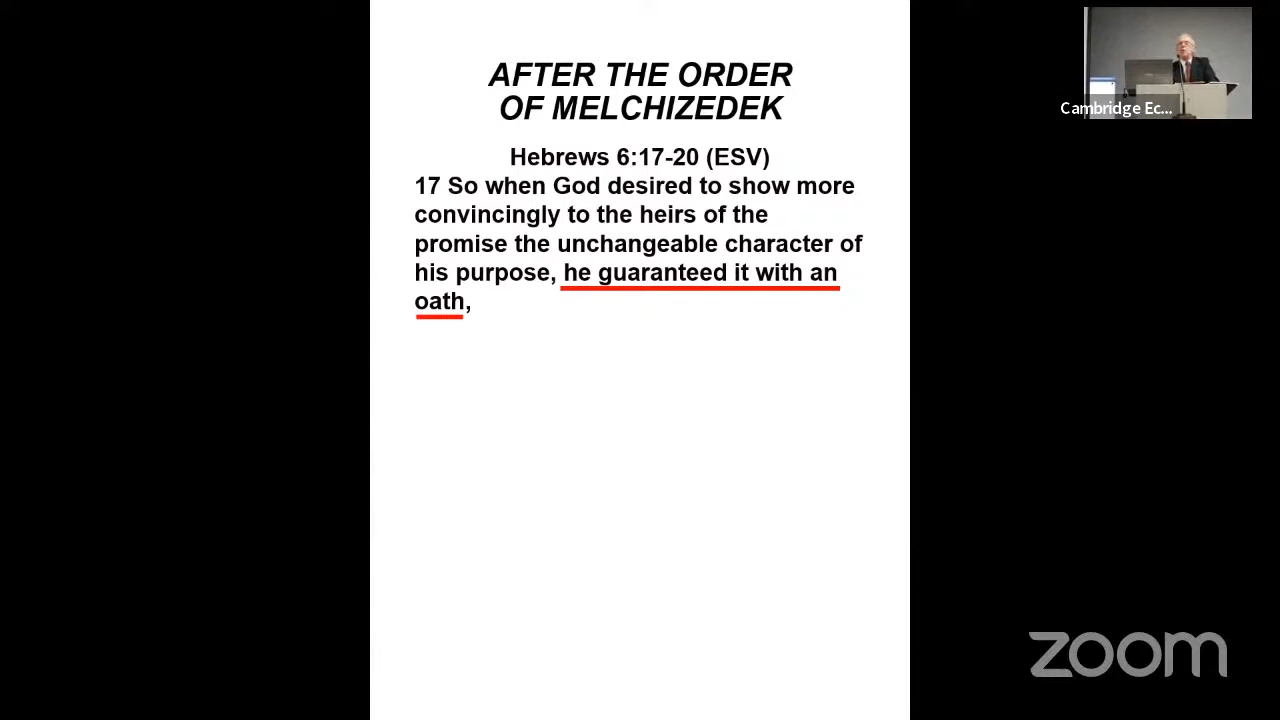 AFTER THE ORDER
OF MELCHIZEDEK
Hebrews 6:17-20 (ESV)
17 So when God desired to show more
convincingly to the heirs of the
promise the unchangeable character of
his purpose, he guaranteed it with an
oath,
Cambridge Ec...
zoom